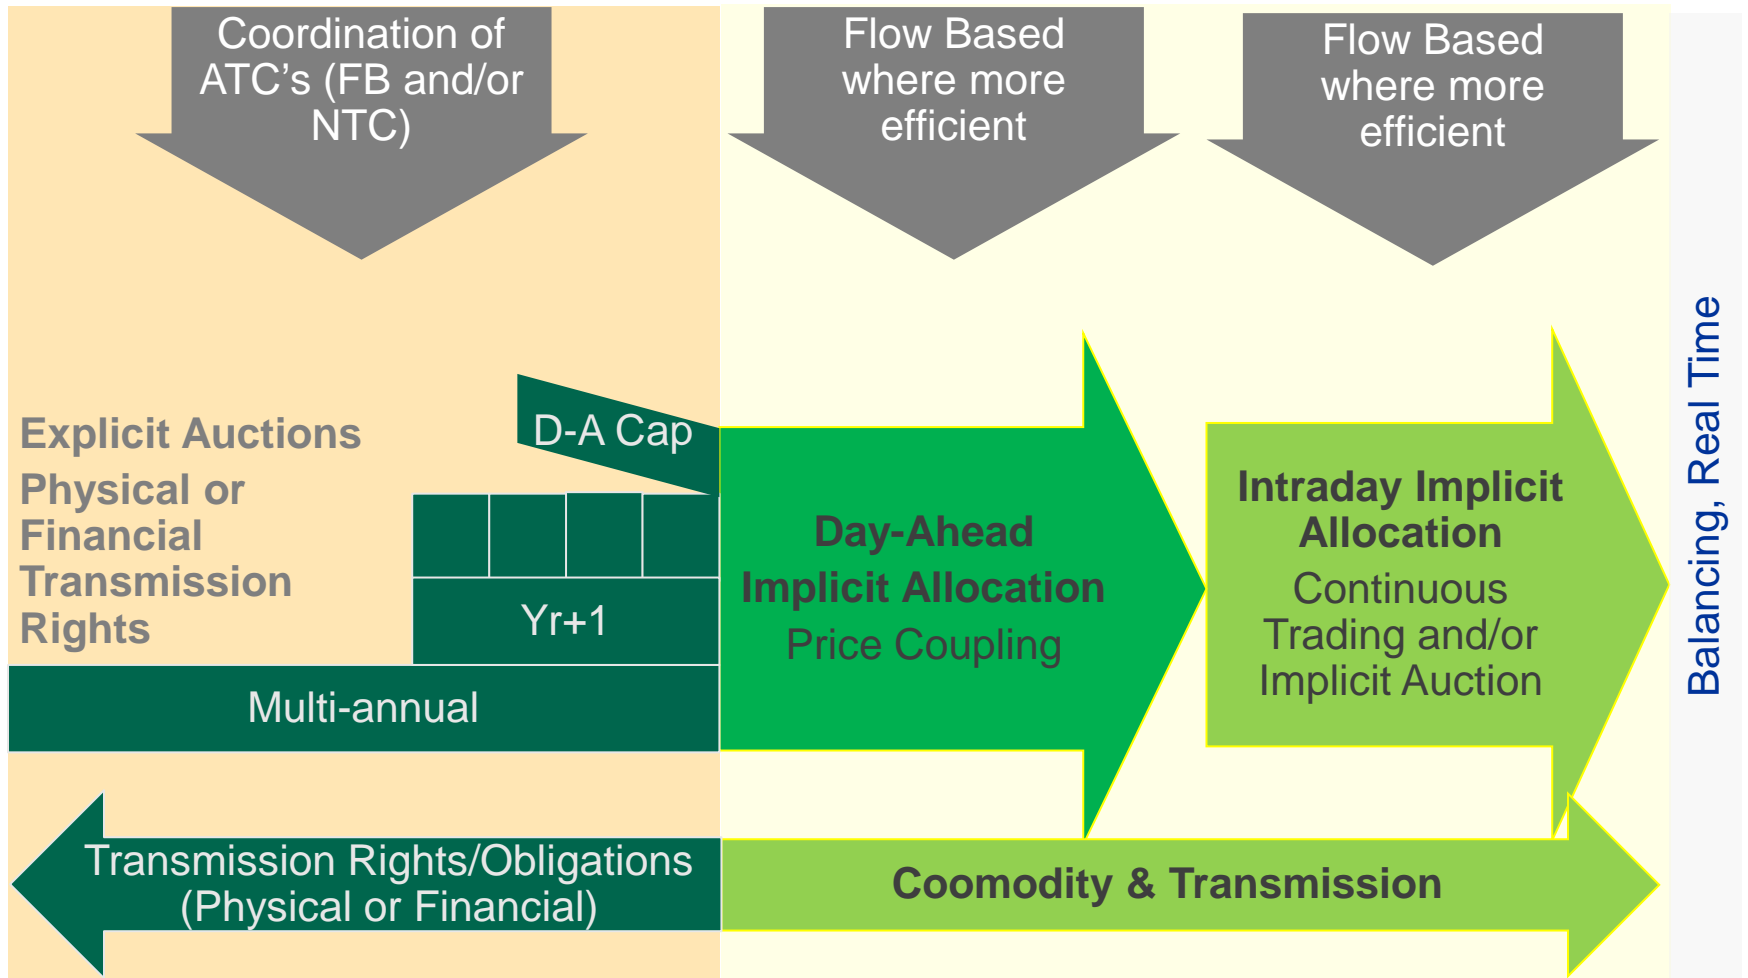 Coordination of
ATC's (FB and/or
NTC)
Flow Based
where more
efficient
Flow Based
where more
efficient
Explicit Auctions
Physical or
Financial
Transmission
Rights
D-A Cap
Yr+1
Multi-annual
Day-Ahead
Implicit Allocation
Price Coupling
Intraday Implicit
Allocation
Continuous
Trading and/or
Implicit Auction
Balancing, Real Time
Transmission Rights/Obligations
(Physical or Financial)
Coomodity & Transmission